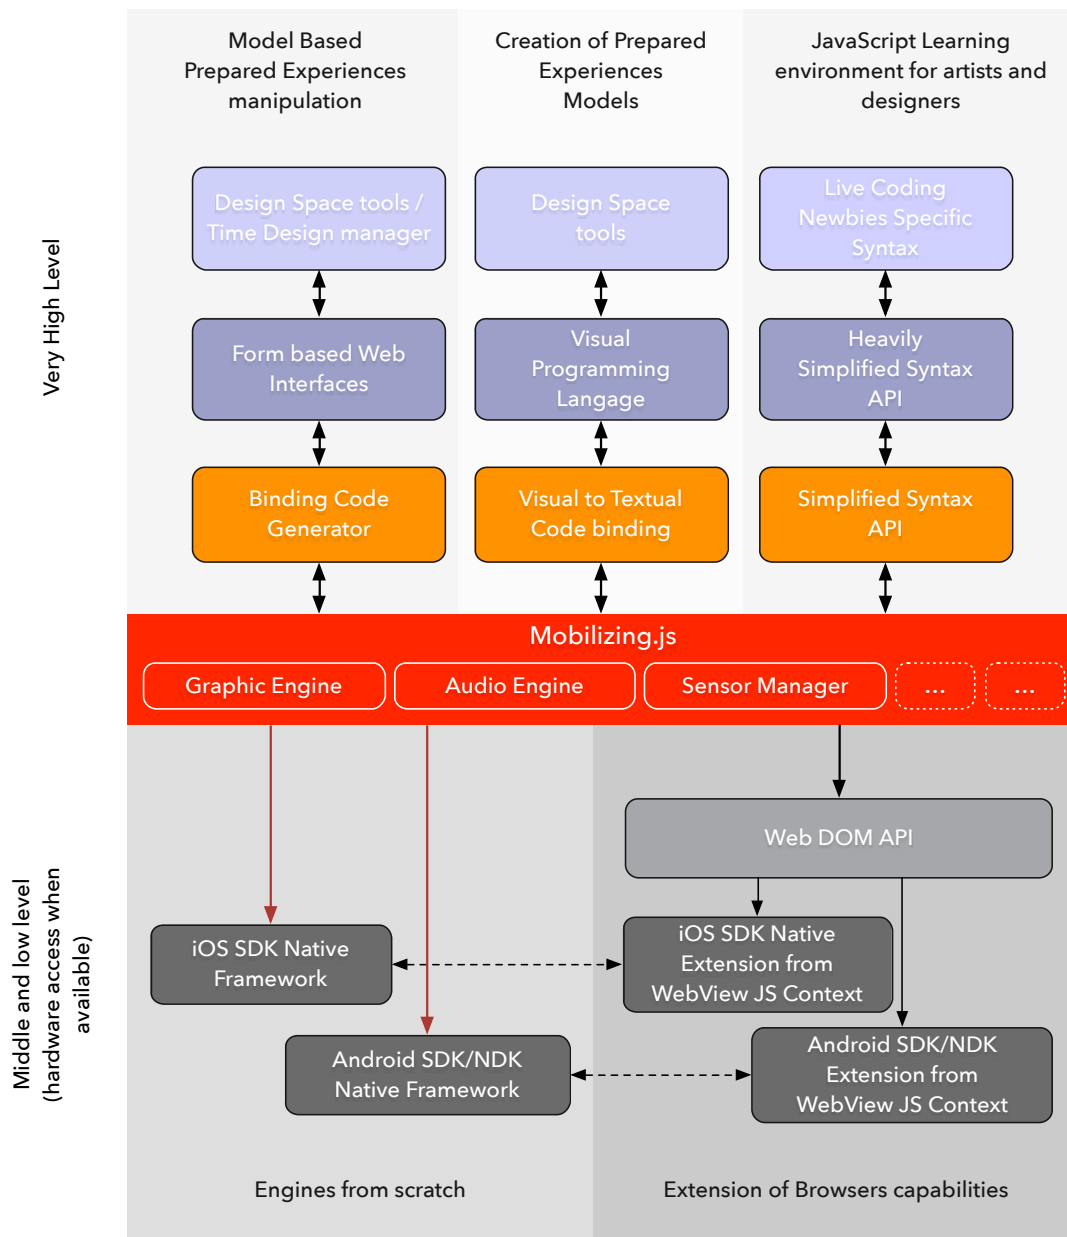 Model Based
Prepared Experiences
manipulation
Creation of Prepared
Experiences
Models
JavaScript Learning
environment for artists and
designers
Very High Level
Design Space tools /
Time Design manager
Design Space
tools
Live Coding
Newbies Specific
Syntax
Form based Web
Interfaces
Visual
Programming
Langage
Heavily
Simplified Syntax
API
Binding Code
Generator
Visual to Textual
Code binding
Simplified Syntax
API
Mobilizing.js
Graphic Engine
Audio Engine
Sensor Manager
...
...
Middle and low level
(hardware access when
available)
Web DOM API
iOS SDK Native
Framework
iOS SDK Native
Extension from
WebView JS Context
Android SDK/NDK
Native Framework
Android SDK/NDK
Extension from
WebView JS Context
Engines from scratch
Extension of Browsers capabilities